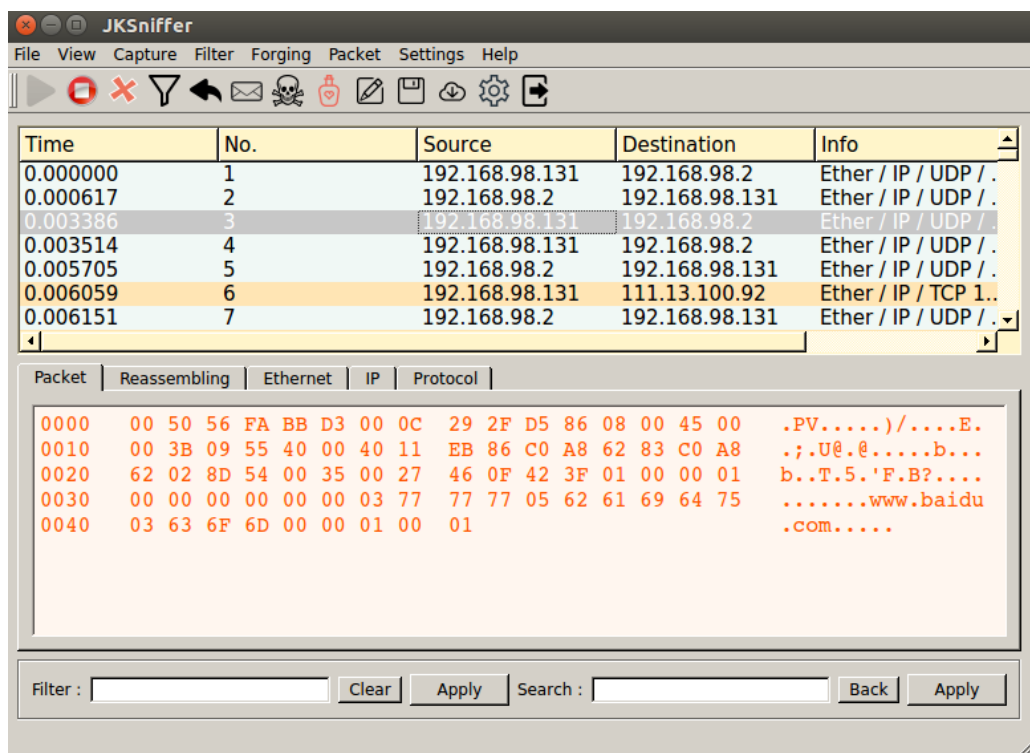 JKSniffer
File View Capture Filter Forging Packet Settings Help
Time No. Source Destination Info
0.000000 1 192.168.98.131 192.168.98.2 Ether / IP / UDP / .
0.000617 2 192.168.98.2 192.168.98.131 Ether / IP / UDP / .
0.003386 3 192.168.98.131 192.168.98.2 Ether / IP / UDP / .
0.003514 4 192.168.98.131 192.168.98.2 Ether / IP / UDP / .
0.005705 5 192.168.98.2 192.168.98.131 Ether / IP / UDP / .
0.006059 6 192.168.98.131 111.13.100.92 Ether / IP / TCP 1..
0.006151 7 192.168.98.2 192.168.98.131 Ether / IP / UDP / .
Packet Reassembling Ethernet IP Protocol
0000 00 50 56 FA BB D3 00 0C 29 2F D5 86 08 00 45 00 .PV.....)/....E.
0010 00 3B 09 55 40 00 40 11 EB 86 C0 A8 62 83 C0 A8 .;.U@.@.....b...
0020 62 02 8D 54 00 35 00 27 46 0F 42 3F 01 00 00 01 b..T.5.'F.B?....
0030 00 00 00 00 00 00 03 77 77 77 05 62 61 69 64 75 .......www.baidu
0040 03 63 6F 6D 00 00 01 00 01 .com.....
Filter : Clear Apply Search : Back Apply